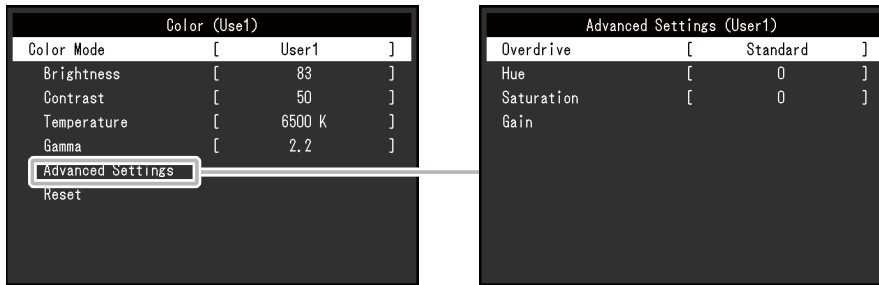 Color (Use1)
Color Mode [ User1 ]
Brightness [ 83 ]
Contrast [ 50 ]
Temperature [ 6500 K ]
Gamma [ 2.2 ]
Advanced Settings
Reset
Advanced Settings (User1)
Overdrive [ Standard ]
Hue [ 0 ]
Saturation [ 0 ]
Gain